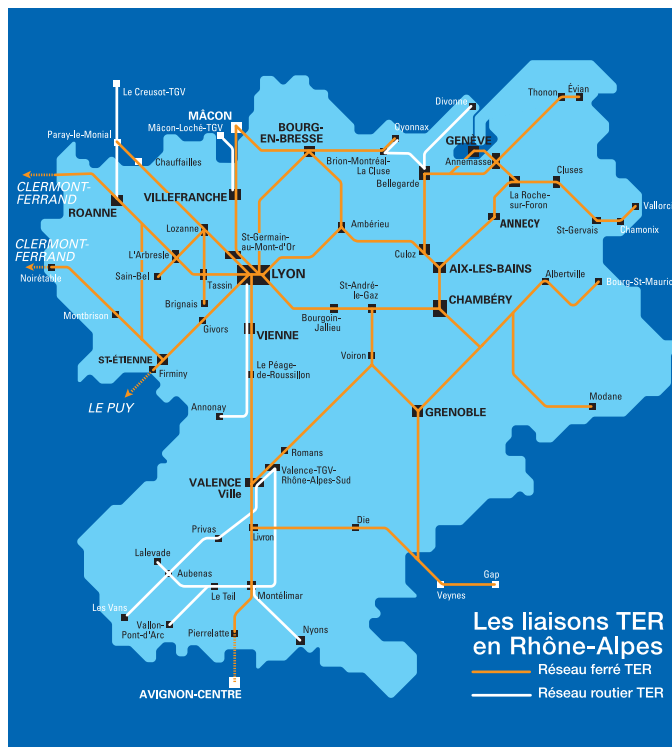 Le Creusot-TGV
Divonne
Thonon
Évian
MÂCON
Mâcon-Loché-TGV
Paray-le-Monial
BOURG-
EN-BRESSE
Oyonnax
GENÈVE
Annemasse
Brion-Montréal-
La Cluse
Bellegarde
Chauffailles
Cluses
CLERMONT-
FERRAND
VILLEFRANCHE
La Roche-
sur-Foron
Vallorci
ROANNE
ANNECY
St-Gervais
Chamonix
Lozanne
St-Germain-
au-Mont-d'Or
Ambérieu
CLERMONT-
FERRAND
L'Arbresle
Culoz
Noirétable
Sain-Bel
Tassin
LYON
AIX-LES-BAINS
Albertville
Bourg-St-Mauric
St-André-
le-Gaz
CHAMBÉRY
Brignais
Montbrison
Givors
Bourgoin-
Jallieu
VIENNE
Voiron
ST-ÉTIENNE
Firminy
Le Péage-
de-Roussillon
LE PUY
Annonay
Modane
GRENOBLE
Romans
VALENCE
Ville
Valence-TGV-
Rhône-Alpes-Sud
Privas
Livron
Die
Lalevade
Aubenas
Gap
Veynes
Le Teil
Montélimar
Les Vans
Vallon-
Pont-d'Arc
Pierrelatte
Nyons
AVIGNON-CENTRE
Les liaisons TER
en Rhône-Alpes
Réseau ferré TER
Réseau routier TER